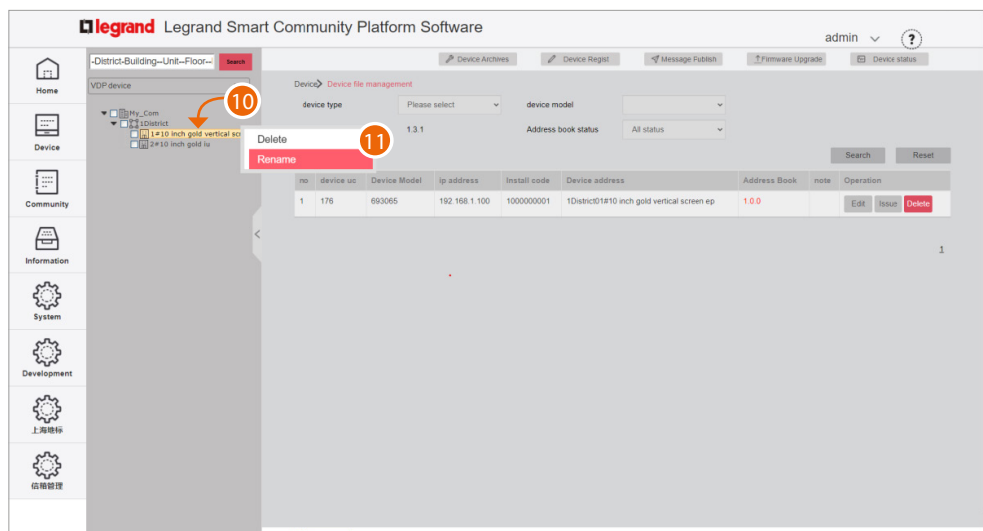 legrand Legrand Smart Community Platform Software
admin
?
-District-Building--Unit--Floor--
Search
Device Archives
Device Regist
Message Publish
Firmware Upgrade
Device status
Home
VDP device
Device> Device file management
10
device type
Please select
device model
My_Com
1District
1#10 inch gold vertical scr
2#10 inch gold iu
Delete
11
1.3.1
Address book status
All status
Rename
Search
Reset
Device
no
device uc
Device Model
ip address
Install code
Device address
Address Book
note
Operation
1
176
693065
192.168.1.100
1000000001
1District01#10 inch gold vertical screen ep
1.0.0
Edit
Issue
Delete
Community
<
1
Information
System
Development
上海地标
信箱管理